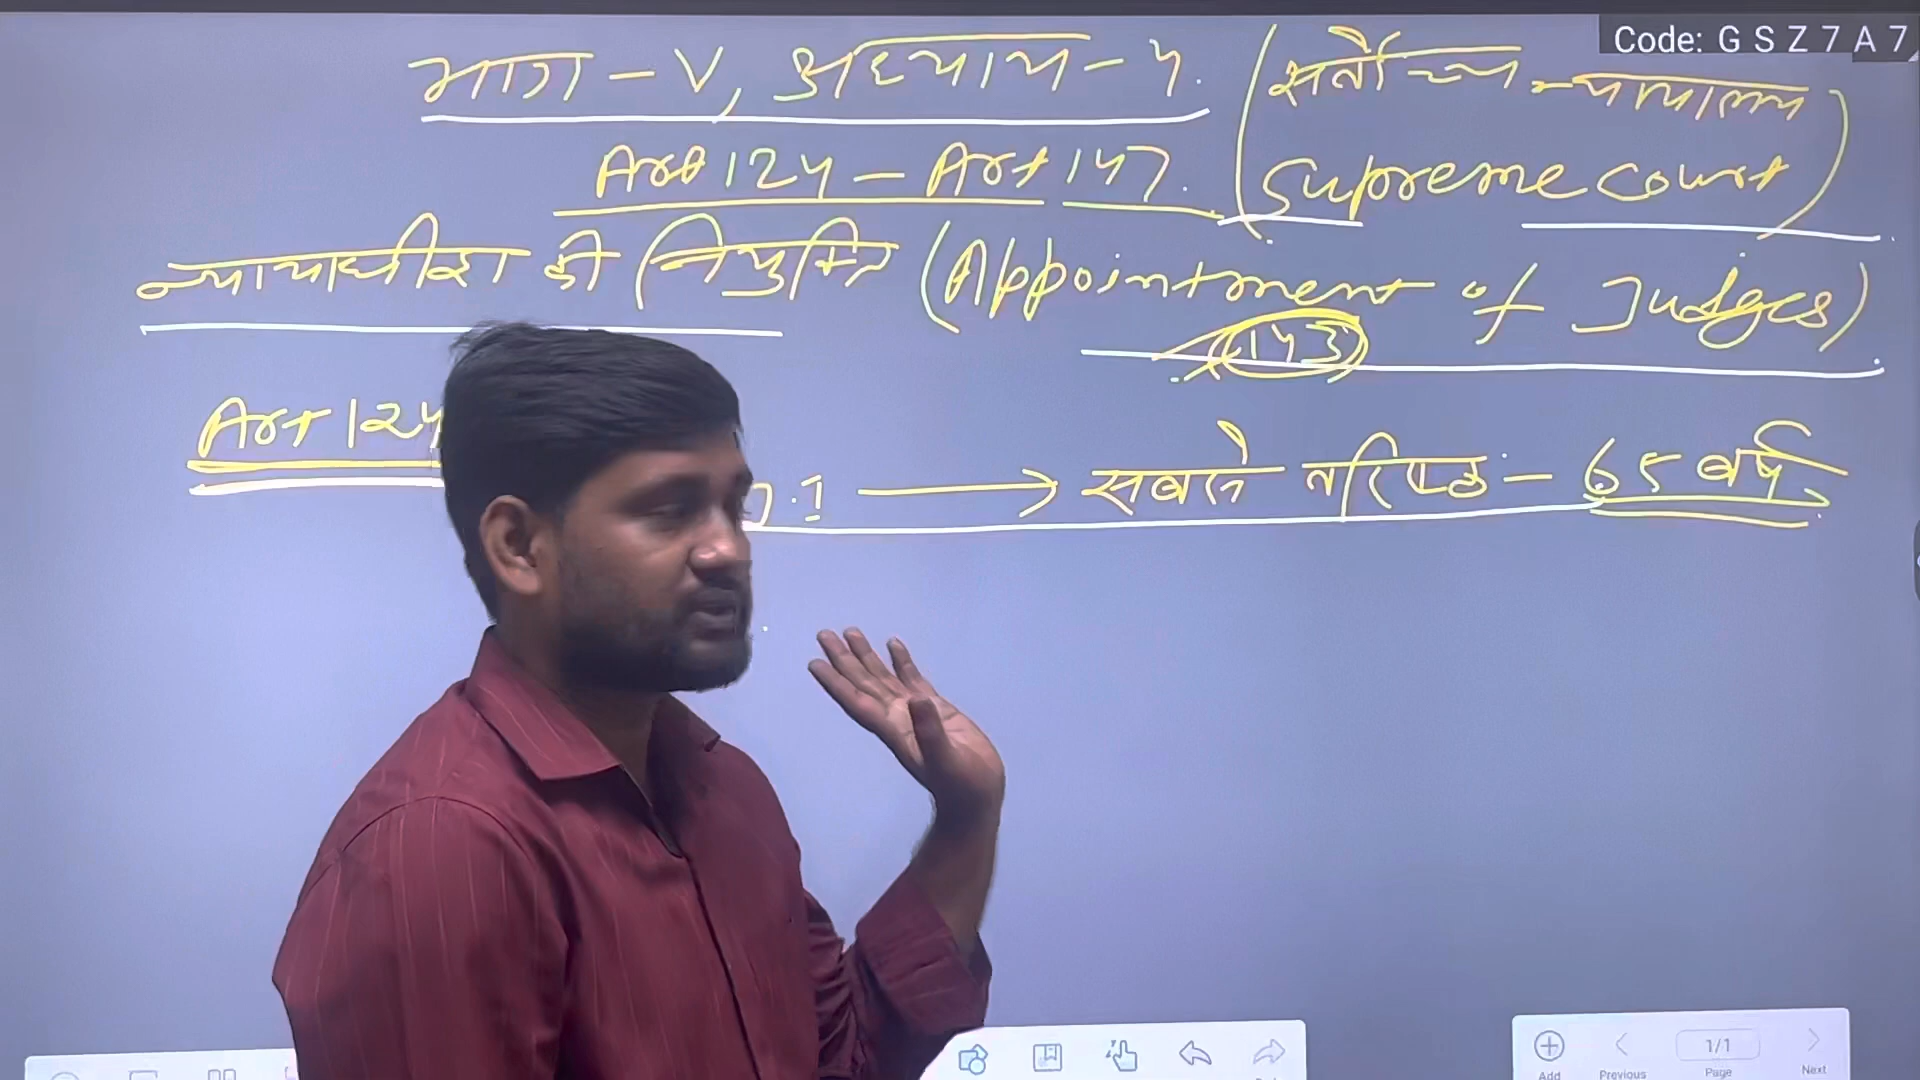 Code: G S Z 7 A 7
भाग - V, अध्याय - 4. (सर्वोच्च न्यायालय
Art 124 - Art 147. Supreme court)
न्यायाधीश की नियुक्ति (Appointment of Judges)
143
Art 124
J.I → सबसे वरिष्ठ - 65 वर्ष
Add Previous 1/1 Page Next